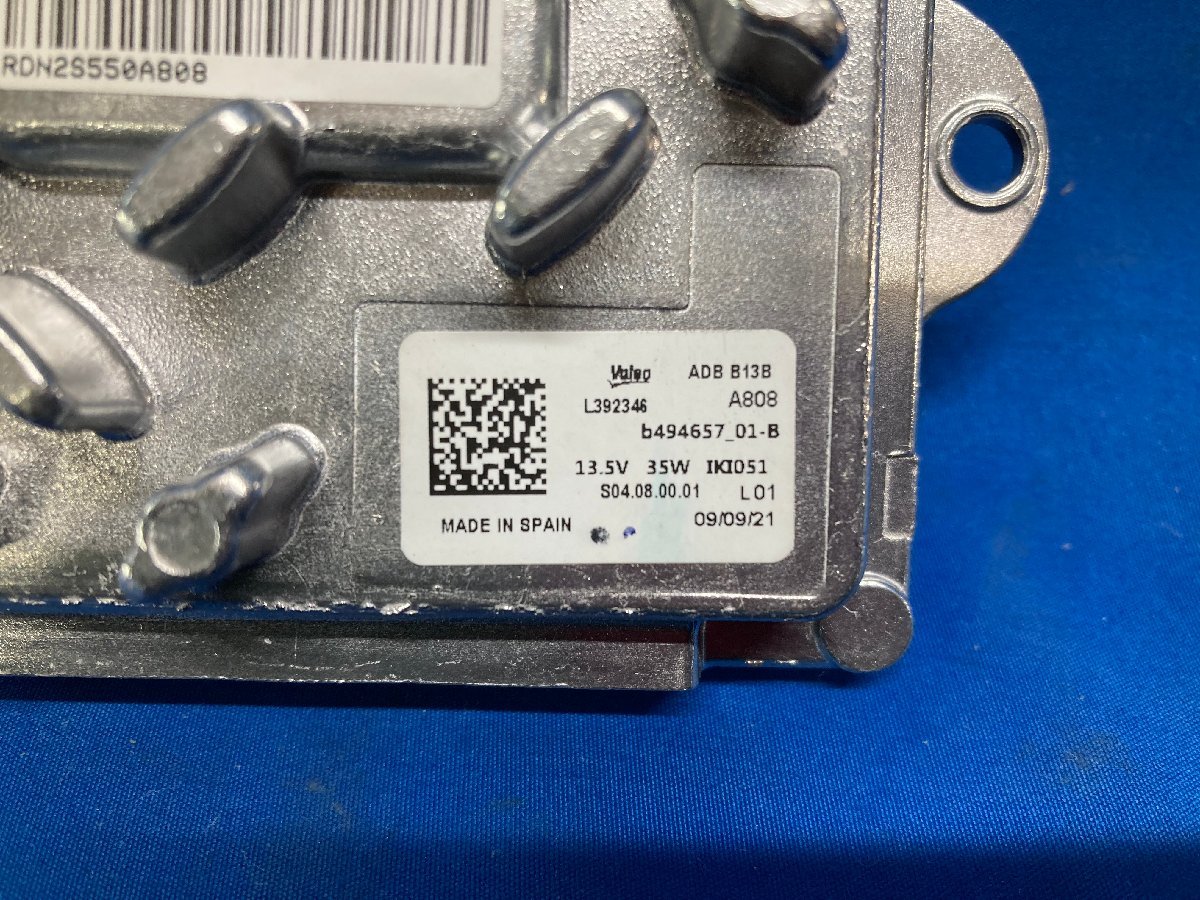 RDN2S550A808
Valeo ADB B13B
L392346 A808
b494657_01-B
13.5V 35W IKI051
S04.08.00.01 L01
MADE IN SPAIN 09/09/21